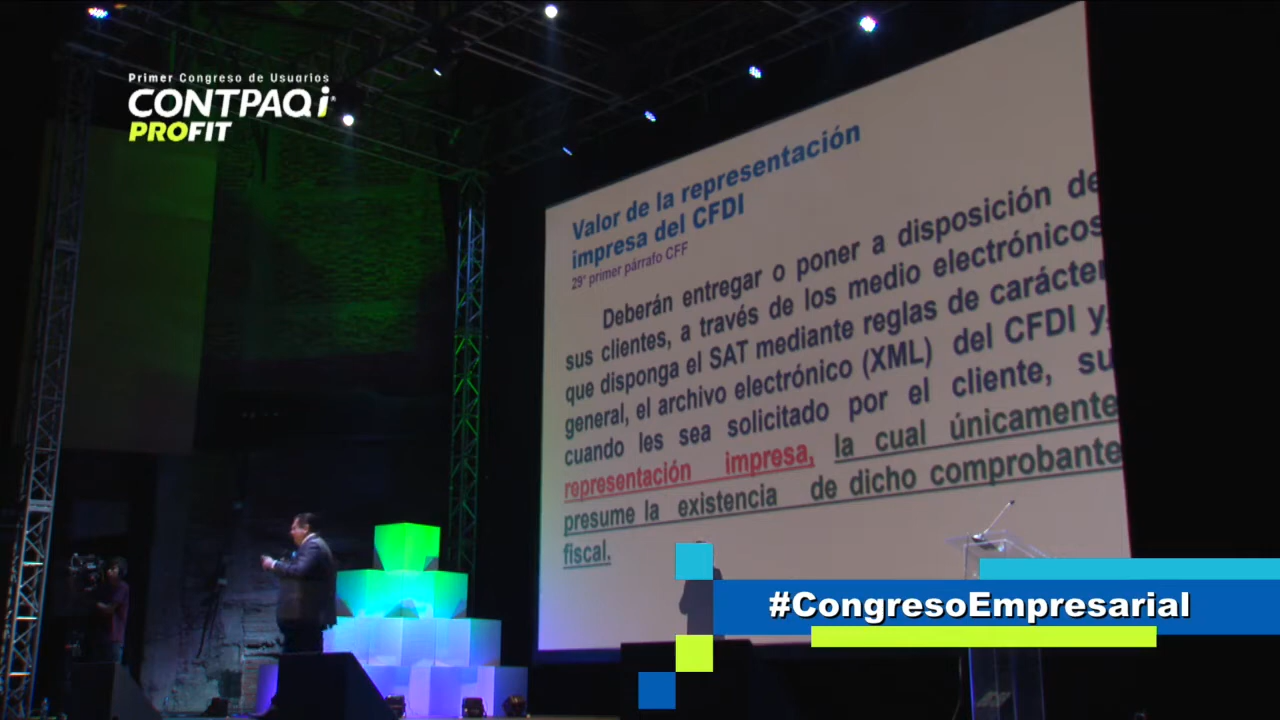 Primer Congreso de Usuarios
CONTPAQ i
PROFIT
Valor de la representación
impresa del CFDI
29° primer párrafo CFF
Deberán entregar o poner a disposición de
sus clientes, a través de los medio electrónicos
que disponga el SAT mediante reglas de carácter
general, el archivo electrónico (XML) del CFDI y,
cuando les sea solicitado por el cliente, su
representación impresa, la cual únicamente
presume la existencia de dicho comprobante
fiscal.
#CongresoEmpresarial